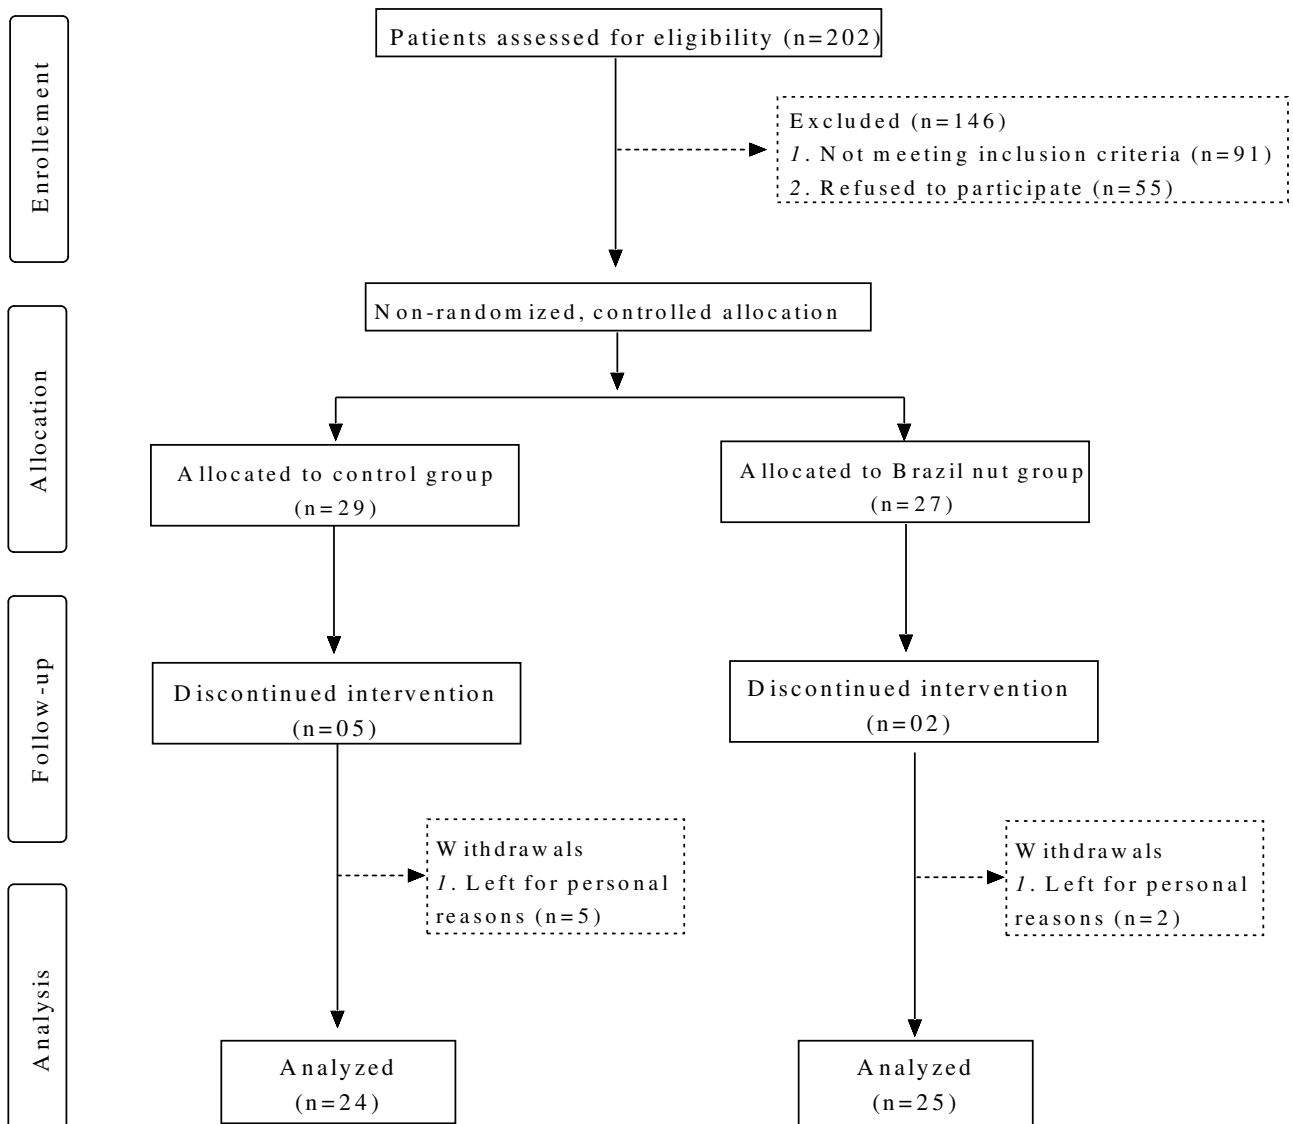 Enrollement
Patients assessed for eligibility (n=202)
Excluded (n=146)
1. Not meeting inclusion criteria (n=91)
2. Refused to participate (n=55)
Allocation
Non-randomized, controlled allocation
Allocated to control group
(n=29)
Allocated to Brazil nut group
(n=27)
Follow-up
Discontinued intervention
(n=05)
Discontinued intervention
(n=02)
Withdrawals
1. Left for personal
reasons (n=5)
Withdrawals
1. Left for personal
reasons (n=2)
Analysis
Analyzed
(n=24)
Analyzed
(n=25)